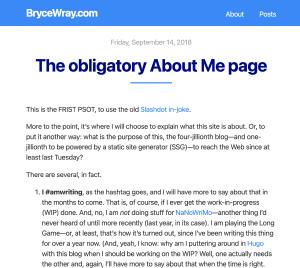 BryceWray.com
About Posts
Friday, September 14, 2018
The obligatory About Me page
This is the FRIST PSOT, to use the old Slashdot in-joke.
More to the point, it's where I will choose to explain what this site is about. Or, to
put it another way: what is the purpose of this, the four-jillionth blog—and one-
jillionth to be powered by a static site generator (SSG)—to reach the Web since at
least last Tuesday?
There are several, in fact.
1. I #amwriting, as the hashtag goes, and I will have more to say about that in
the months to come. That is, of course, if I ever get the work-in-progress
(WIP) done. And, no, I am not doing stuff for NaNoWriMo—another thing I'd
never heard of until more recently (last year, in its case). I am playing the Long
Game—or, at least, that's how it's turned out, since I've been writing this thing
for over a year now. (And, yeah, I know: why am I puttering around in Hugo
with this blog when I should be working on the WIP? Well, one actually needs
the other and, again, I'll have more to say about that when the time is right.